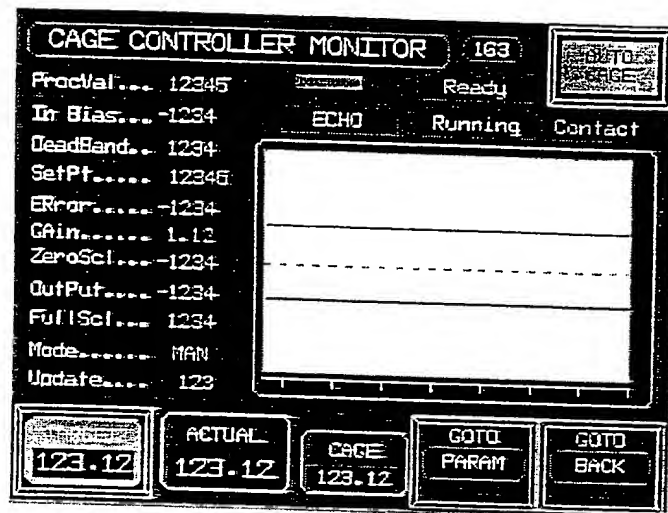 CAGE CONTROLLER MONITOR 163
ProcVal... 12345 Ready
In Bias... -1234 ECHO Running Contact
DeadBand.. 1234
SetPt..... 12345
ERror..... -1234
GAin...... 1.12
ZeroScl... -1234
OutPut.... -1234
FullScl... 1234
Mode....... MAN
Update.... 123
ACTUAL CAGE GOTO PARAM GOTO BACK
123.12 123.12 123.12